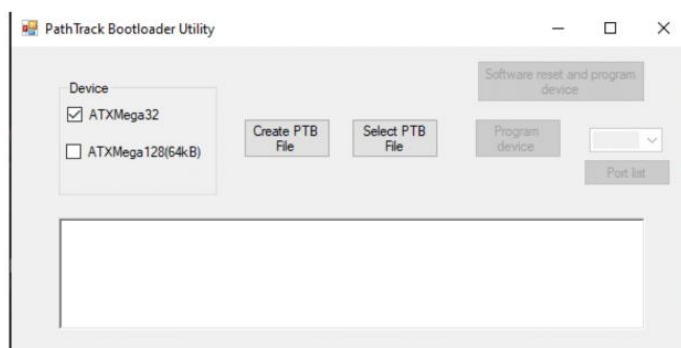 PathTrack Bootloader Utility
Device
ATXMega32
ATXMega128(64kB)
Create PTB
File
Select PTB
File
Software reset and program
device
Program
device
Port list